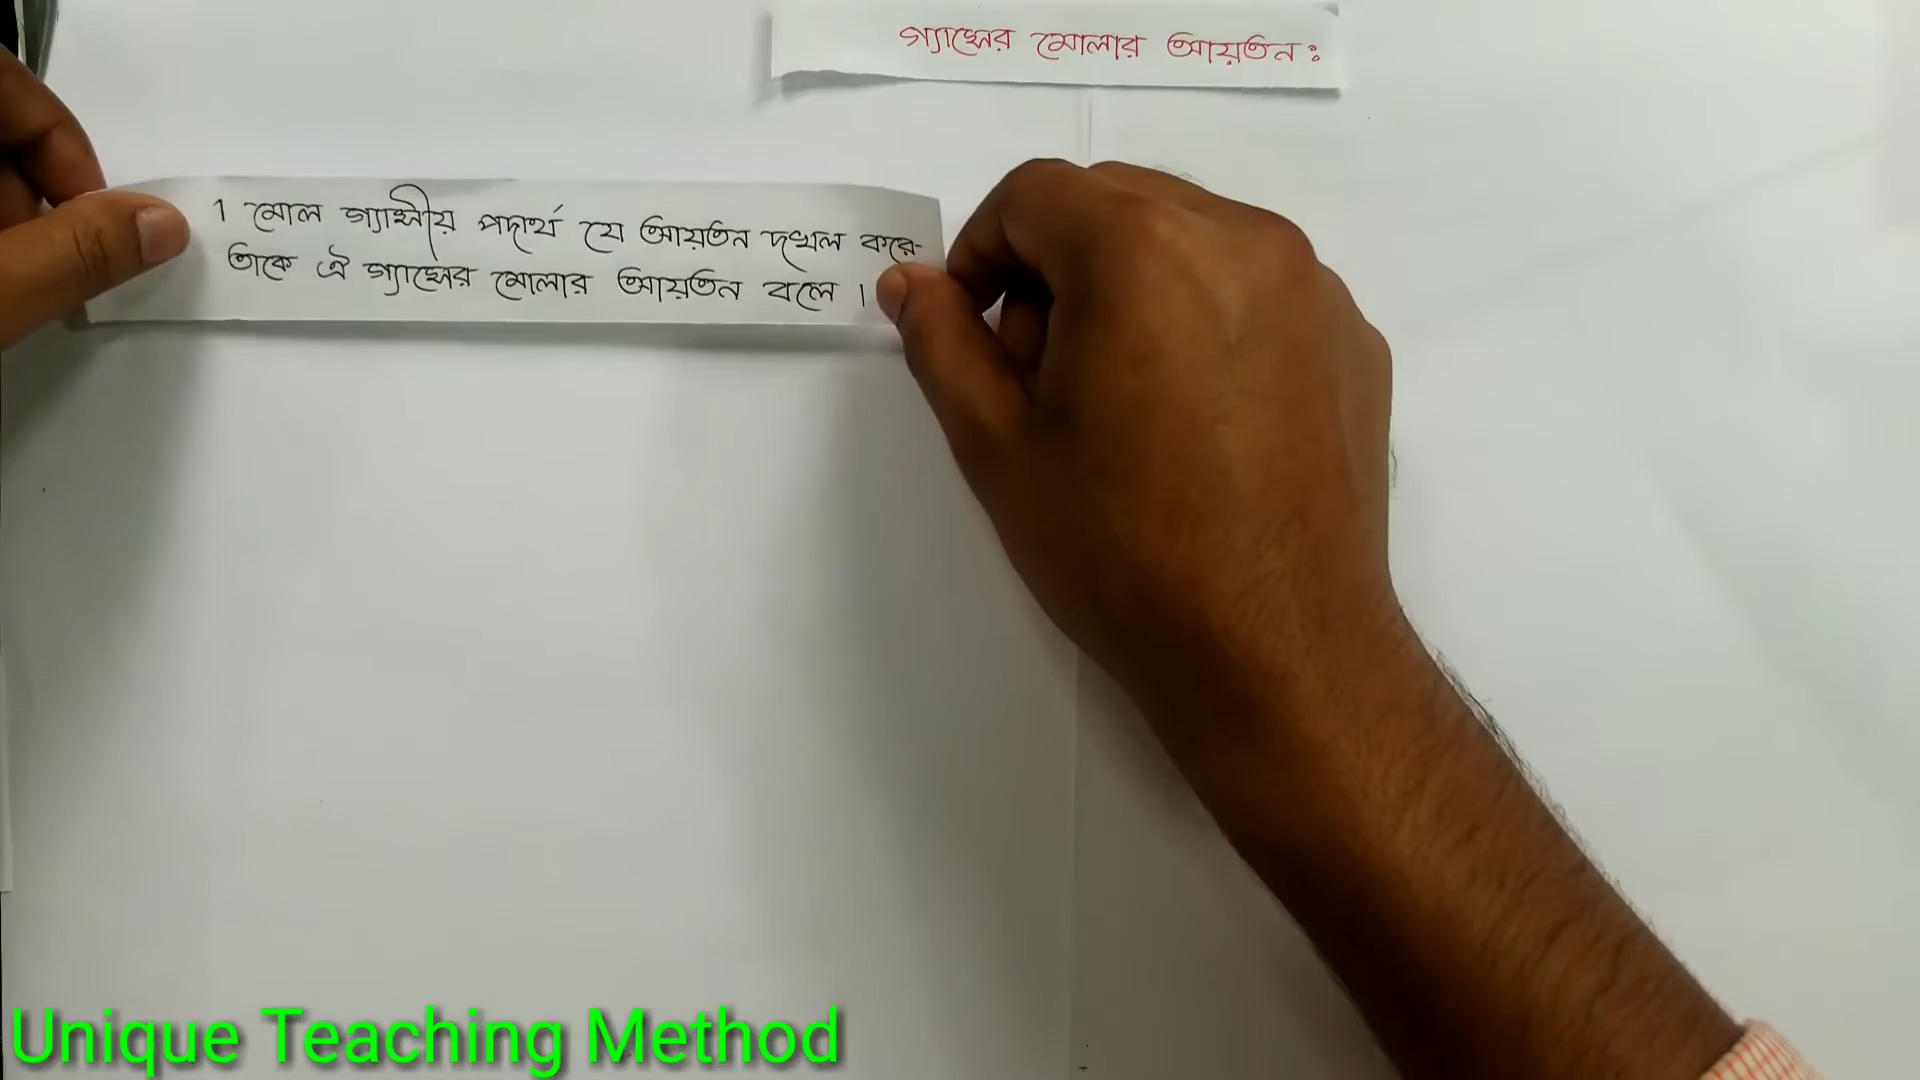 গ্যাসের মোলার আয়তন ঃ
1 মোল গ্যাসীয় পদার্থ যে আয়তন দখল করে-
তাকে ঐ গ্যাসের মোলার আয়তন বলে ।
Unique Teaching Method